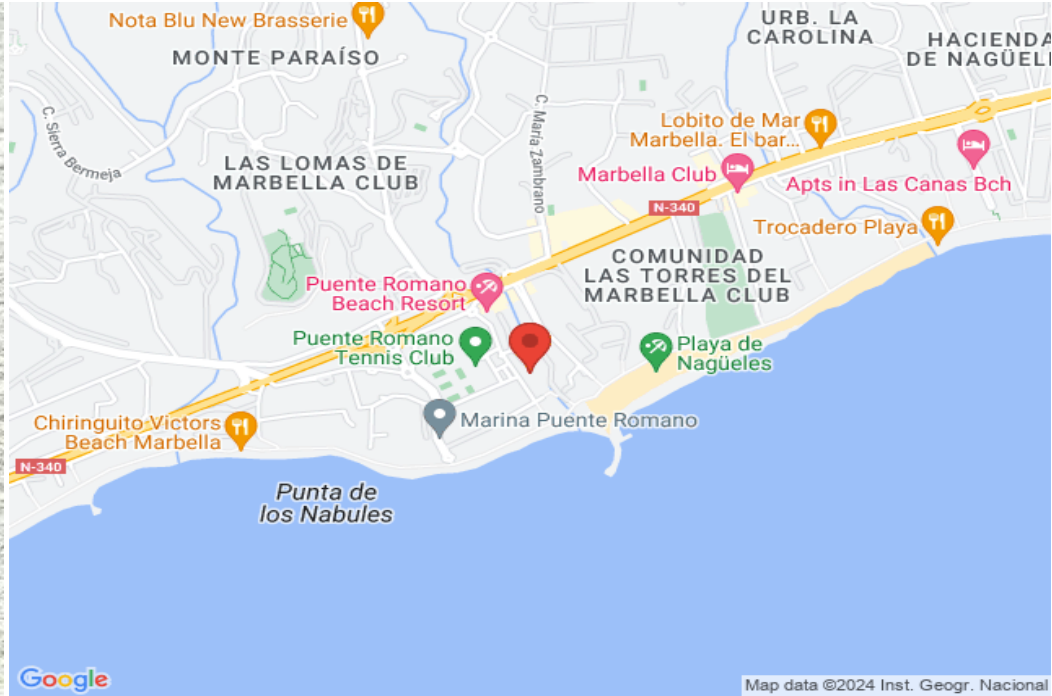 Nota Blu New Brasserie
MONTE PARAÍSO
URB. LA
CAROLINA
HACIENDA
DE NAGÜEL
C. Sierra Bermeja
C. María Zambrano
Lobito de Mar
Marbella. El bar...
LAS LOMAS DE
MARBELLA CLUB
Marbella Club
Apts in Las Canas Bch
N-340
Trocadero Playa
COMUNIDAD
LAS TORRES DEL
MARBELLA CLUB
Puente Romano
Beach Resort
Puente Romano
Tennis Club
Playa de
Nagüeles
Chiringuito Victors
Beach Marbella
Marina Puente Romano
N-340
Punta de
los Nabules
Google
Map data ©2024 Inst. Geogr. Nacional